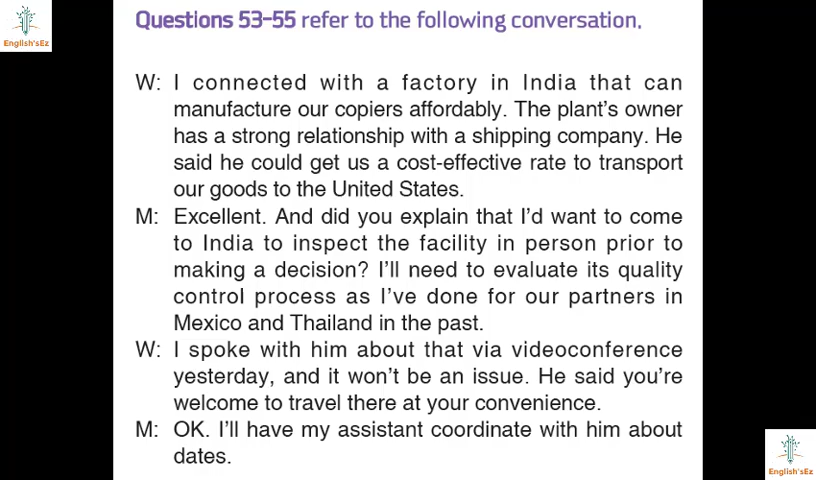 Questions 53–55 refer to the following conversation.
English'sEz
W: I connected with a factory in India that can
manufacture our copiers affordably. The plant's owner
has a strong relationship with a shipping company. He
said he could get us a cost-effective rate to transport
our goods to the United States.
M: Excellent. And did you explain that I'd want to come
to India to inspect the facility in person prior to
making a decision? I'll need to evaluate its quality
control process as I've done for our partners in
Mexico and Thailand in the past.
W: I spoke with him about that via videoconference
yesterday, and it won't be an issue. He said you're
welcome to travel there at your convenience.
M: OK. I'll have my assistant coordinate with him about
dates.
English'sEz